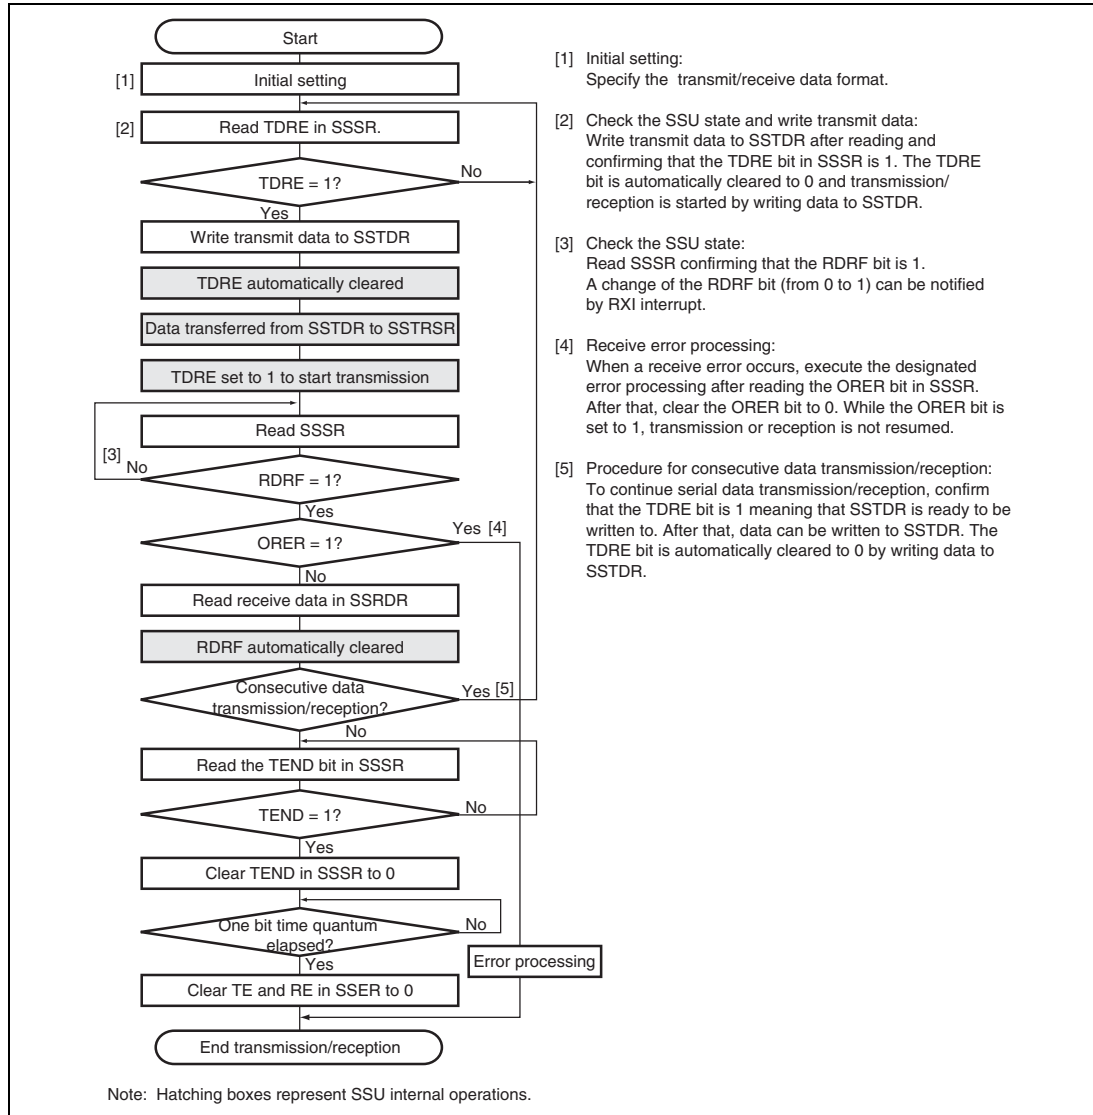 Start
[1] Initial setting
[2] Read TDRE in SSSR.
TDRE = 1?
No
Yes
Write transmit data to SSTDR
TDRE automatically cleared
Data transferred from SSTDR to SSTRSR
TDRE set to 1 to start transmission
Read SSSR
[3]
No
RDRF = 1?
Yes
ORER = 1?
Yes [4]
No
Read receive data in SSRDR
RDRF automatically cleared
Consecutive data
transmission/reception?
Yes [5]
No
Read the TEND bit in SSSR
TEND = 1?
No
Yes
Clear TEND in SSSR to 0
One bit time quantum
elapsed?
No
Yes
Error processing
Clear TE and RE in SSER to 0
End transmission/reception
[1] Initial setting:
Specify the transmit/receive data format.
[2] Check the SSU state and write transmit data:
Write transmit data to SSTDR after reading and
confirming that the TDRE bit in SSSR is 1. The TDRE
bit is automatically cleared to 0 and transmission/
reception is started by writing data to SSTDR.
[3] Check the SSU state:
Read SSSR confirming that the RDRF bit is 1.
A change of the RDRF bit (from 0 to 1) can be notified
by RXI interrupt.
[4] Receive error processing:
When a receive error occurs, execute the designated
error processing after reading the ORER bit in SSSR.
After that, clear the ORER bit to 0. While the ORER bit is
set to 1, transmission or reception is not resumed.
[5] Procedure for consecutive data transmission/reception:
To continue serial data transmission/reception, confirm
that the TDRE bit is 1 meaning that SSTDR is ready to be
written to. After that, data can be written to SSTDR. The
TDRE bit is automatically cleared to 0 by writing data to
SSTDR.
Note: Hatching boxes represent SSU internal operations.